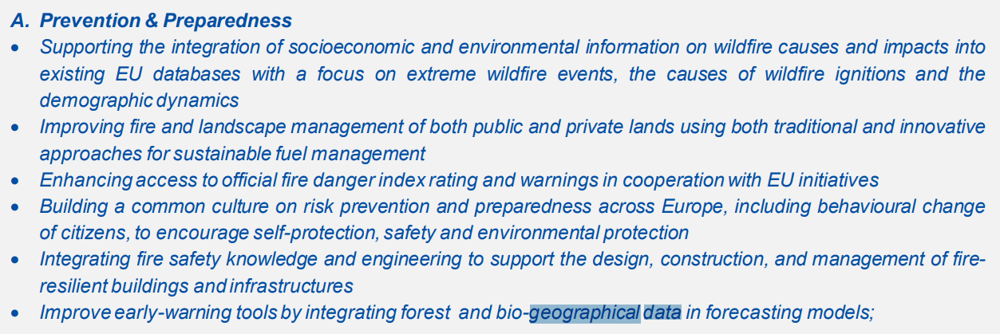 A. Prevention & Preparedness
• Supporting the integration of socioeconomic and environmental information on wildfire causes and impacts into
existing EU databases with a focus on extreme wildfire events, the causes of wildfire ignitions and the
demographic dynamics
• Improving fire and landscape management of both public and private lands using both traditional and innovative
approaches for sustainable fuel management
• Enhancing access to official fire danger index rating and warnings in cooperation with EU initiatives
• Building a common culture on risk prevention and preparedness across Europe, including behavioural change
of citizens, to encourage self-protection, safety and environmental protection
• Integrating fire safety knowledge and engineering to support the design, construction, and management of fire-
resilient buildings and infrastructures
• Improve early-warning tools by integrating forest and bio-geographical data in forecasting models;